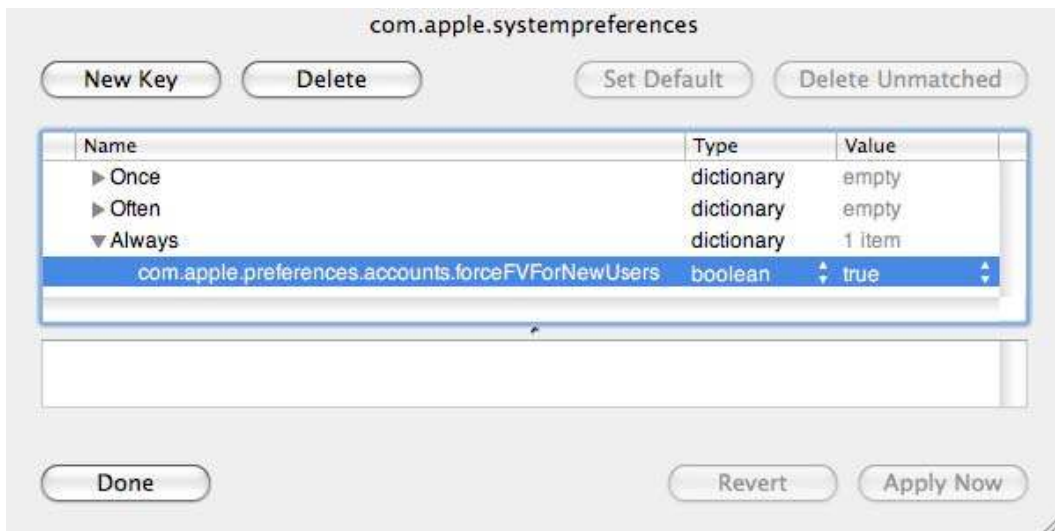 com.apple.systempreferences
New Key Delete Set Default Delete Unmatched
Name Type Value
Once dictionary empty
Often dictionary empty
Always dictionary 1 item
com.apple.preferences.accounts.forceFVForNewUsers boolean true
Done Revert Apply Now